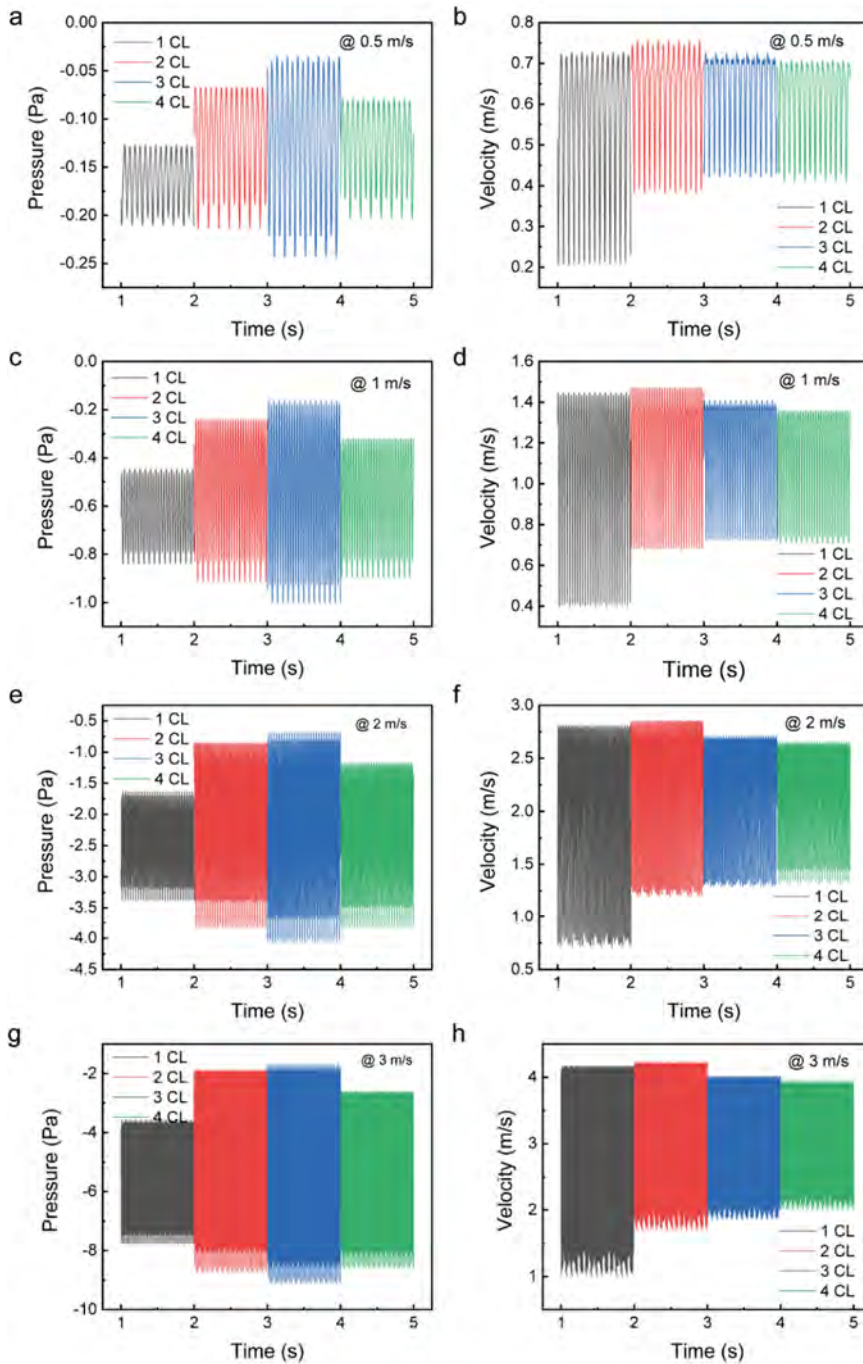 a
0.00
-0.05
-0.10
-0.15
-0.20
-0.25
Pressure (Pa)
1 CL
2 CL
3 CL
4 CL
@ 0.5 m/s
1 2 3 4 5
Time (s)
b
0.8
0.7
0.6
0.5
0.4
0.3
0.2
Velocity (m/s)
@ 0.5 m/s
1 CL
2 CL
3 CL
4 CL
1 2 3 4 5
Time (s)
c
0.0
-0.2
-0.4
-0.6
-0.8
-1.0
Pressure (Pa)
1 CL
2 CL
3 CL
4 CL
@ 1 m/s
1 2 3 4 5
Time (s)
d
1.6
1.4
1.2
1.0
0.8
0.6
0.4
Velocity (m/s)
@ 1 m/s
1 CL
2 CL
3 CL
4 CL
1 2 3 4 5
Time (s)
e
-0.5
-1.0
-1.5
-2.0
-2.5
-3.0
-3.5
-4.0
-4.5
Pressure (Pa)
1 CL
2 CL
3 CL
4 CL
@ 2 m/s
1 2 3 4 5
Time (s)
f
3.0
2.5
2.0
1.5
1.0
0.5
Velocity (m/s)
@ 2 m/s
1 CL
2 CL
3 CL
4 CL
1 2 3 4 5
Time (s)
g
-2
-4
-6
-8
-10
Pressure (Pa)
1 CL
2 CL
3 CL
4 CL
@ 3 m/s
1 2 3 4 5
Time (s)
h
4
3
2
1
Velocity (m/s)
@ 3 m/s
1 CL
2 CL
3 CL
4 CL
1 2 3 4 5
Time (s)